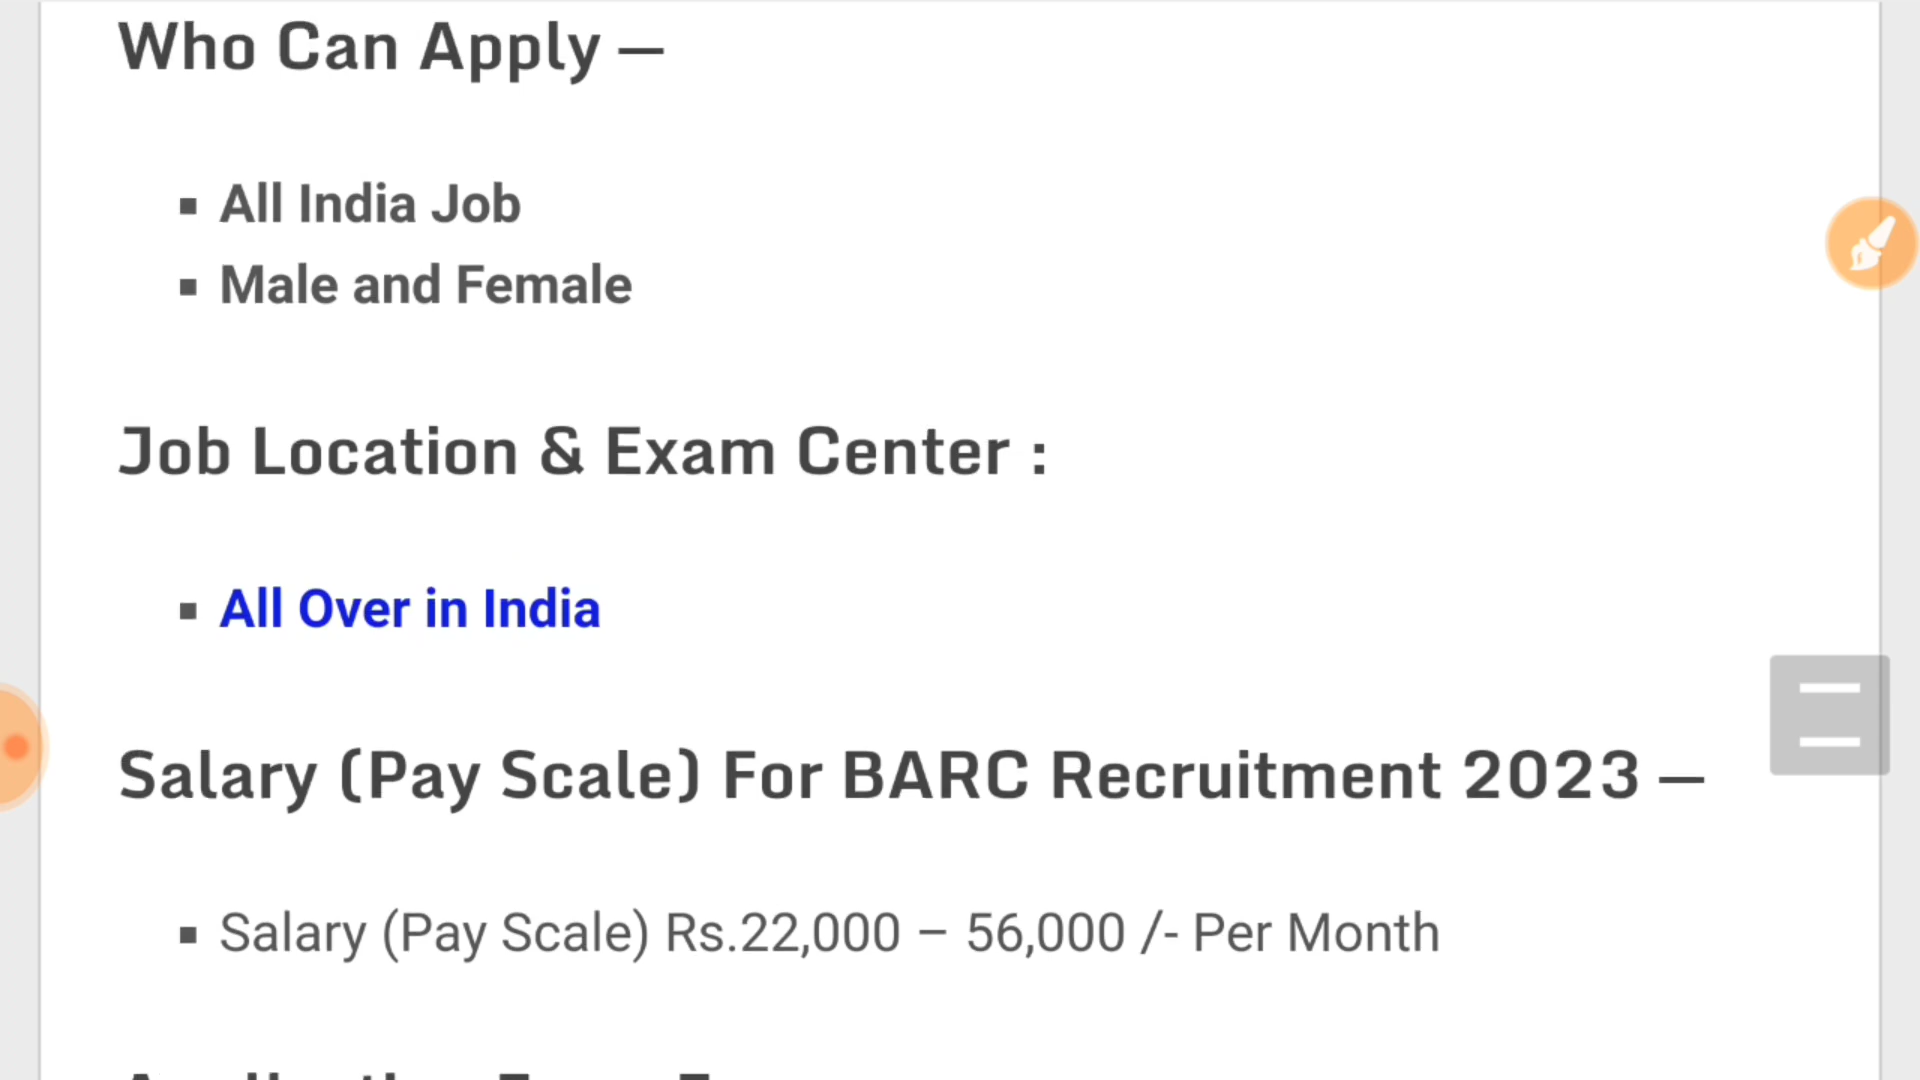 Who Can Apply –
All India Job
Male and Female
Job Location & Exam Center :
All Over in India
Salary (Pay Scale) For BARC Recruitment 2023 –
Salary (Pay Scale) Rs.22,000 – 56,000 /- Per Month